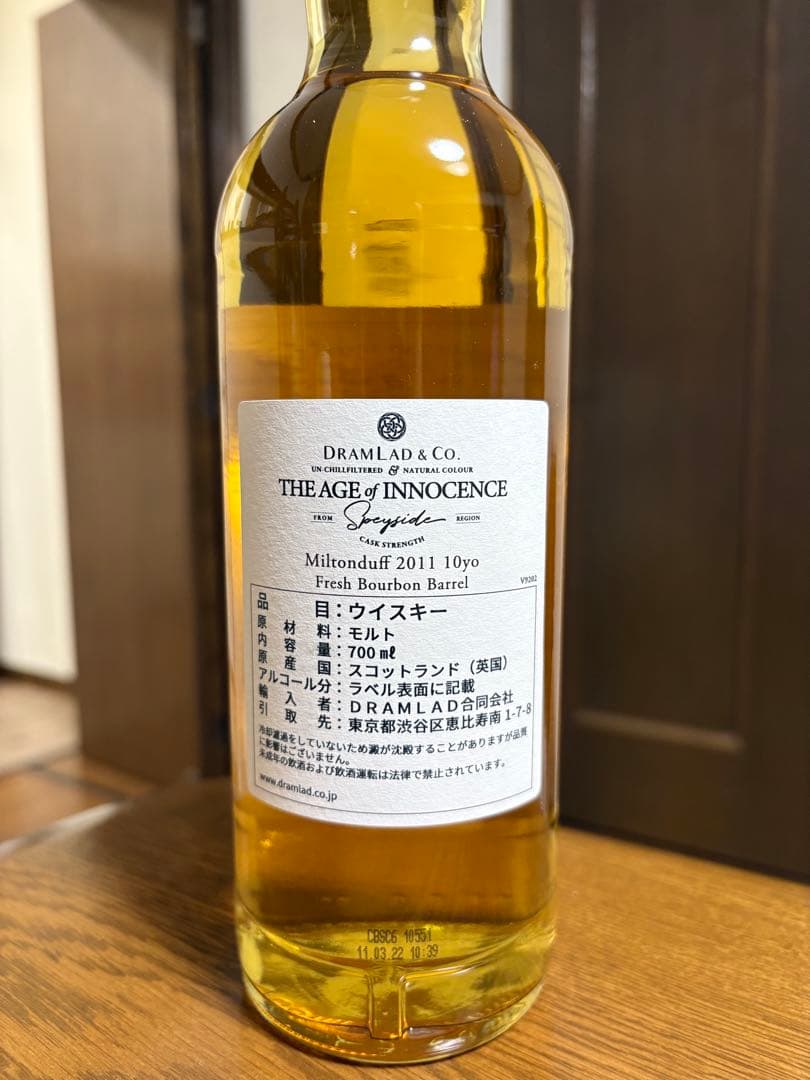 DRAMLAD & CO.
UN-CHILLFILTERED & NATURAL COLOUR
THE AGE of INNOCENCE
FROM Speyside REGION
CASK STRENGTH
Miltonduff 2011 10yo
Fresh Bourbon Barrel V9202
品目：ウイスキー
原材料：モルト
内容量：700㎖
原産国：スコットランド（英国）
アルコール分：ラベル表面に記載
輸入者：ＤＲＡＭＬＡＤ合同会社
引取先：東京都渋谷区恵比寿南 1-7-8
冷却濾過をしていないため澱が沈殿することがありますが品質
に影響はございません。
未成年の飲酒および飲酒運転は法律で禁止されています。
www.dramlad.co.jp
CBSC6 10551
11.03.22 10:39